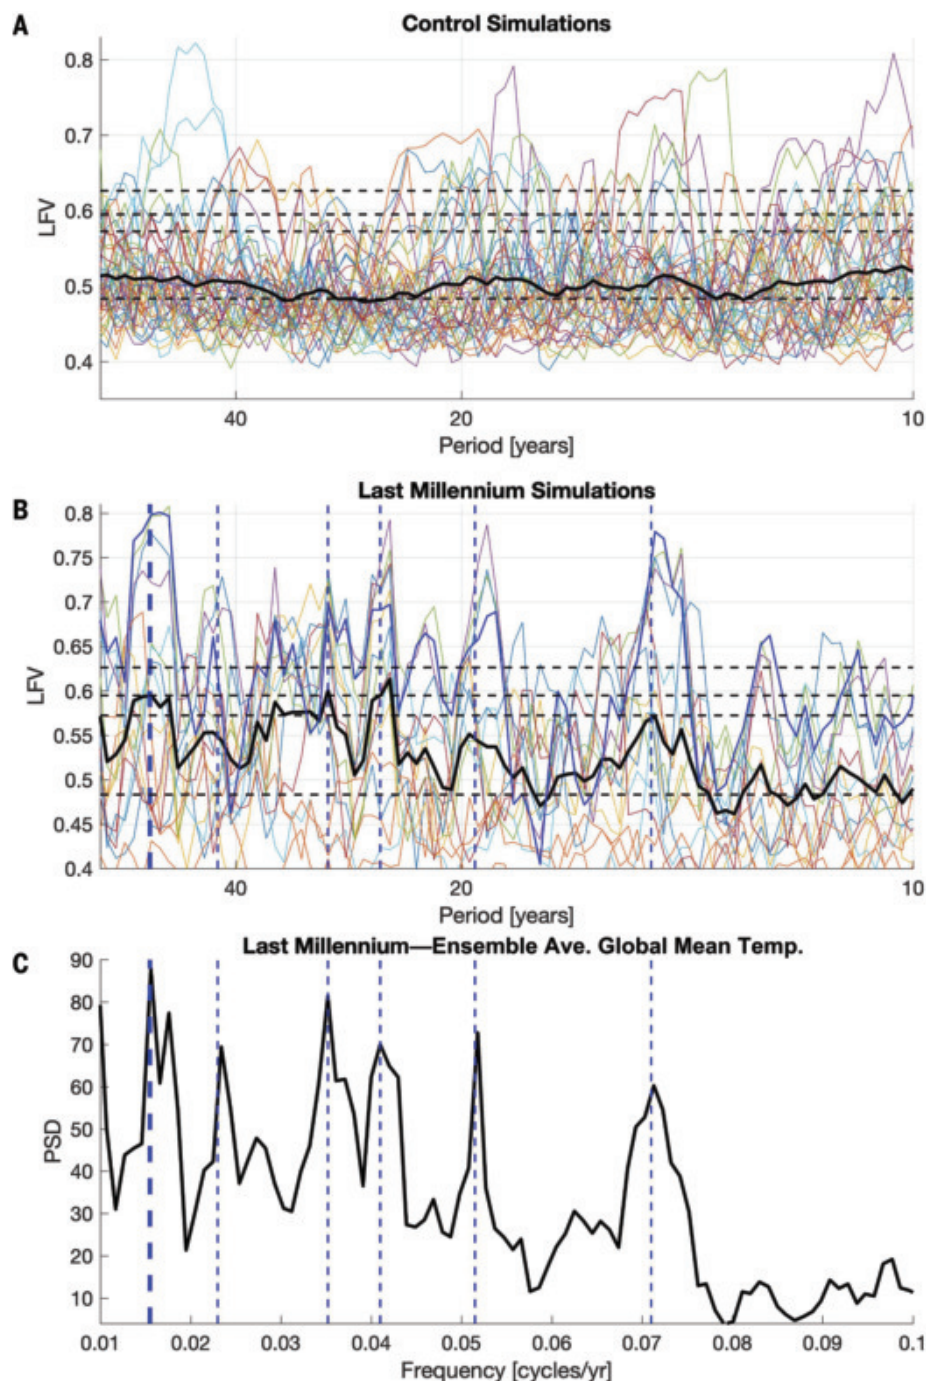 A
Control Simulations
0.8
0.7
0.6
0.5
0.4
LFV
40 20 10
Period [years]
B
Last Millennium Simulations
0.8
0.75
0.7
0.65
0.6
0.55
0.5
0.45
0.4
LFV
40 20 10
Period [years]
C
Last Millennium—Ensemble Ave. Global Mean Temp.
90
80
70
60
50
40
30
20
10
PSD
0.01 0.02 0.03 0.04 0.05 0.06 0.07 0.08 0.09 0.1
Frequency [cycles/yr]